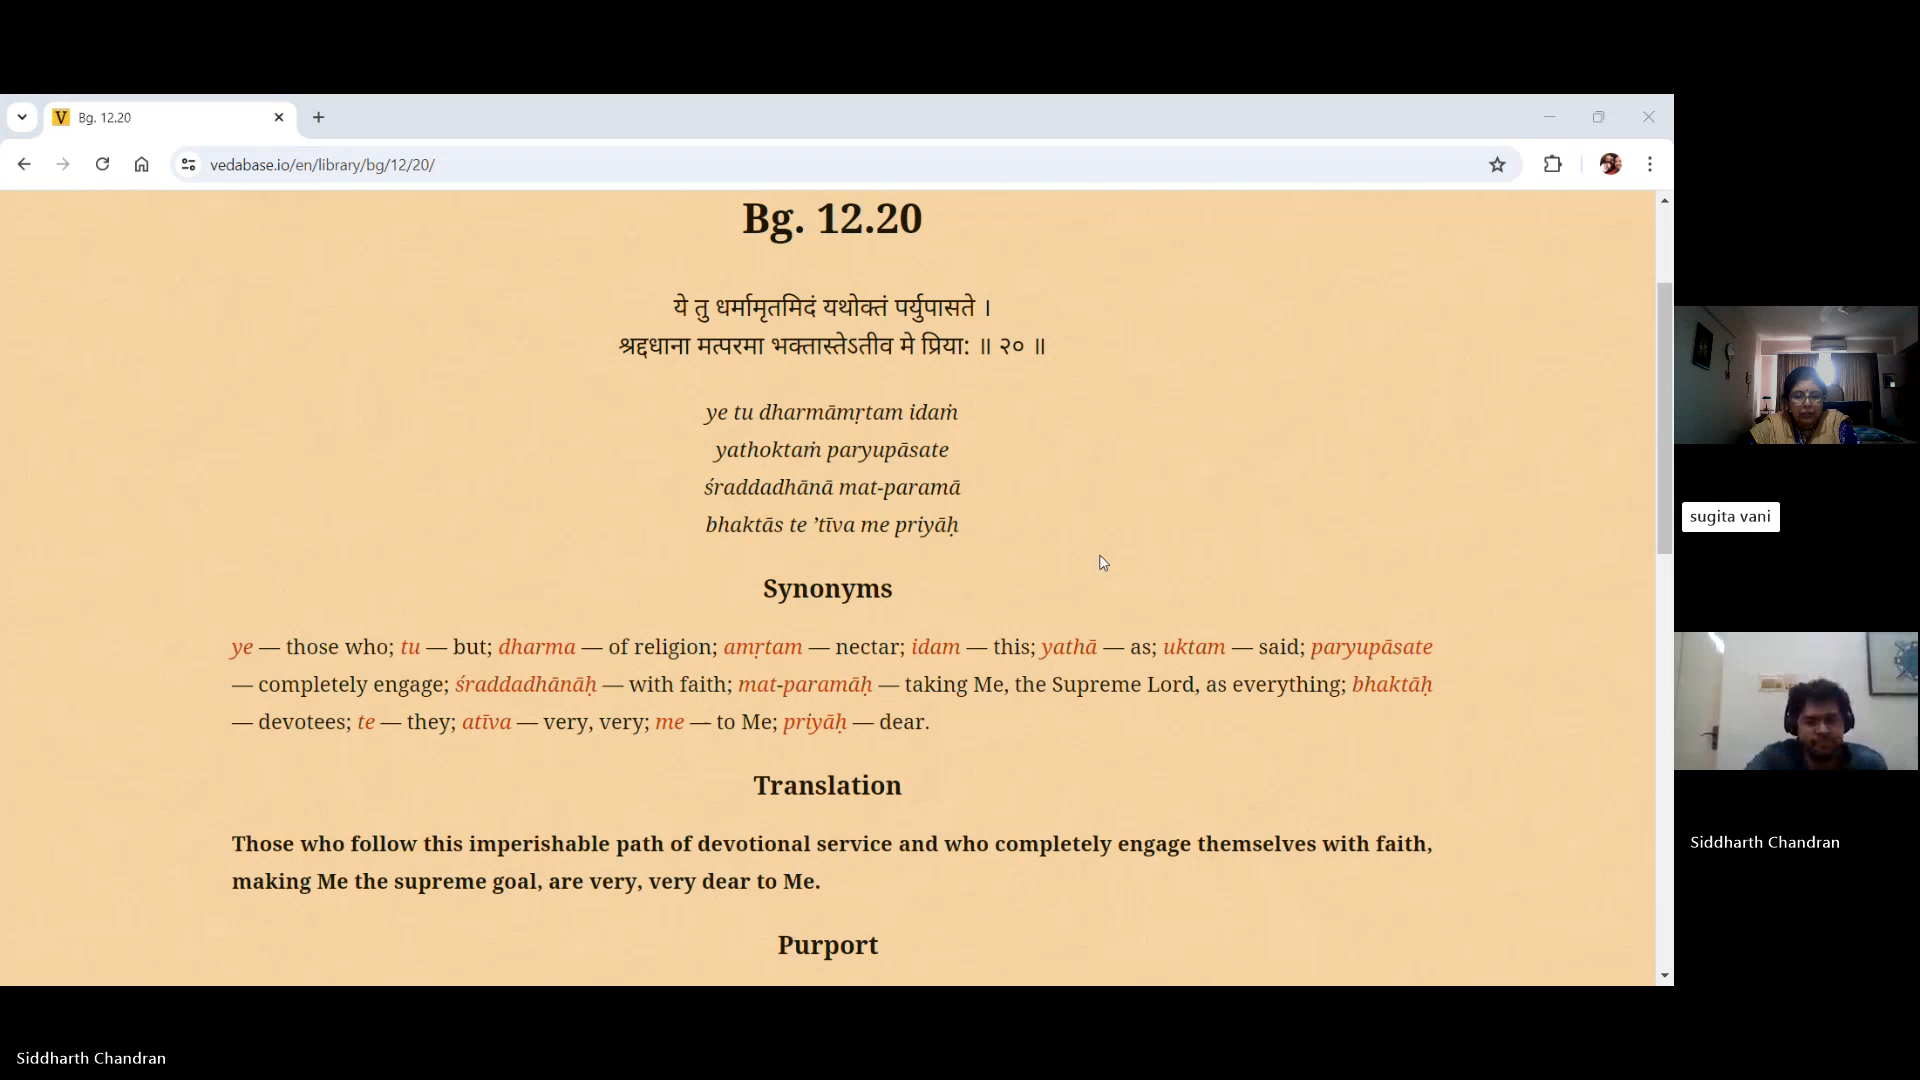 V Bg. 12.20
vedabase.io/en/library/bg/12/20/
Bg. 12.20
ये तु धर्मामृतमिदं यथोक्तं पर्युपासते ।
श्रद्दधाना मत्परमा भक्तास्तेऽतीव मे प्रिया: ॥ २० ॥
ye tu dharmāmṛtam idaṁ
yathoktaṁ paryupāsate
śraddadhānā mat-paramā
bhaktās te ’tīva me priyāḥ
Synonyms
ye — those who; tu — but; dharma — of religion; amṛtam — nectar; idam — this; yathā — as; uktam — said; paryupāsate
— completely engage; śraddadhānāḥ — with faith; mat-paramāḥ — taking Me, the Supreme Lord, as everything; bhaktāḥ
— devotees; te — they; atīva — very, very; me — to Me; priyāḥ — dear.
Translation
Those who follow this imperishable path of devotional service and who completely engage themselves with faith,
making Me the supreme goal, are very, very dear to Me.
Purport
sugita vani
Siddharth Chandran
Siddharth Chandran